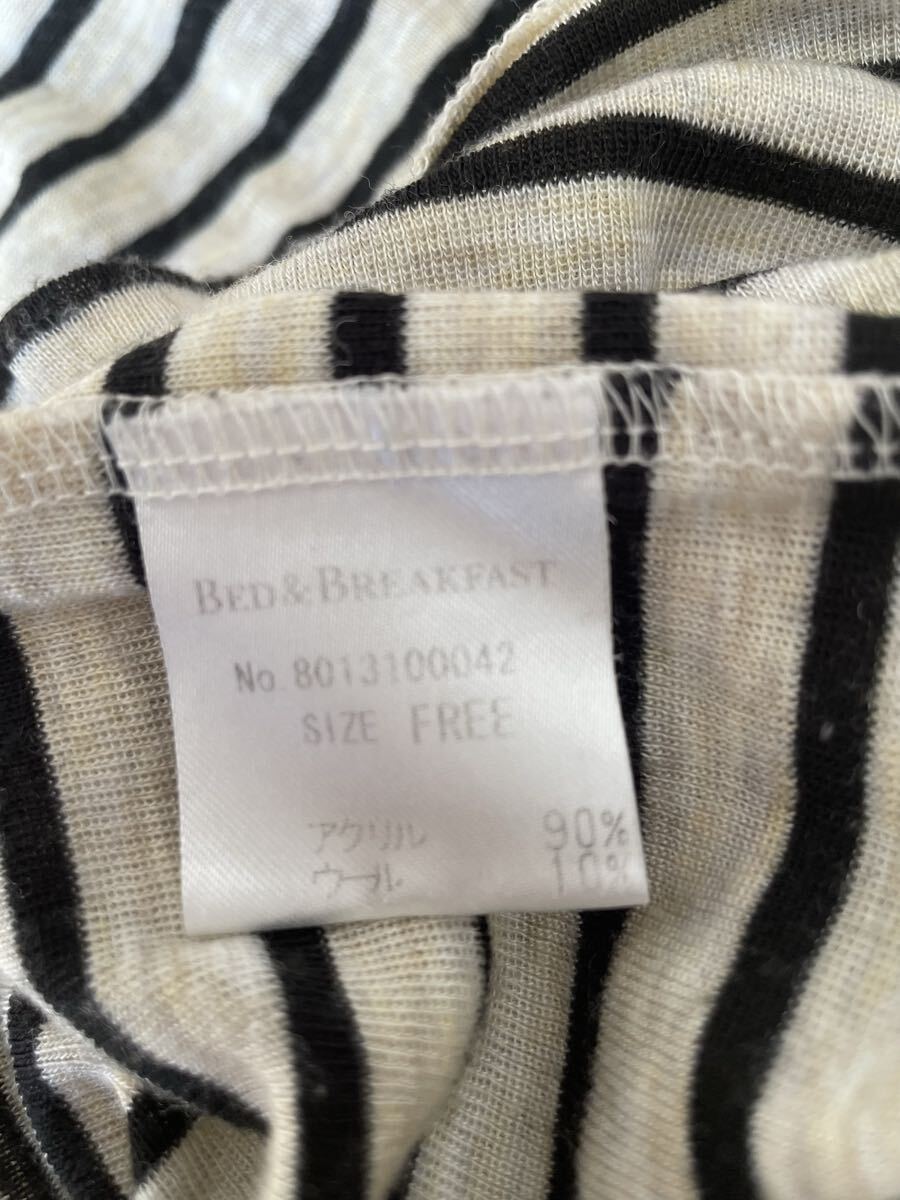 BED & BREAKFAST
No. 8013100042
SIZE FREE
アクリル 90%
ウール 10%